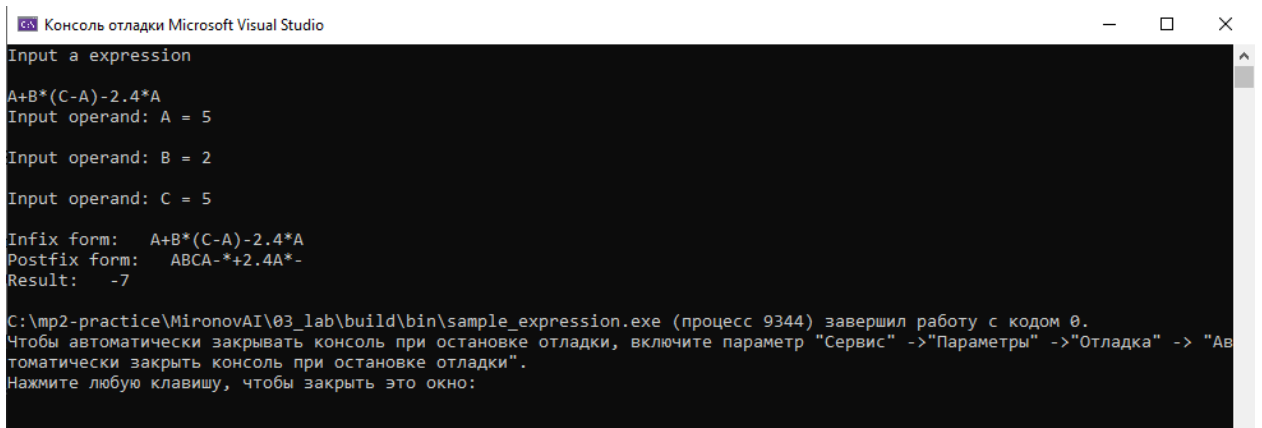 Консоль отладки Microsoft Visual Studio
Input a expression
A+B*(C-A)-2.4*A
Input operand: A = 5
Input operand: B = 2
Input operand: C = 5
Infix form:   A+B*(C-A)-2.4*A
Postfix form:   ABCA-*+2.4A*-
Result:   -7
C:\mp2-practice\MironovAI\03_lab\build\bin\sample_expression.exe (процесс 9344) завершил работу с кодом 0.
Чтобы автоматически закрывать консоль при остановке отладки, включите параметр "Сервис" ->"Параметры" ->"Отладка" -> "Ав
томатически закрыть консоль при остановке отладки".
Нажмите любую клавишу, чтобы закрыть это окно: